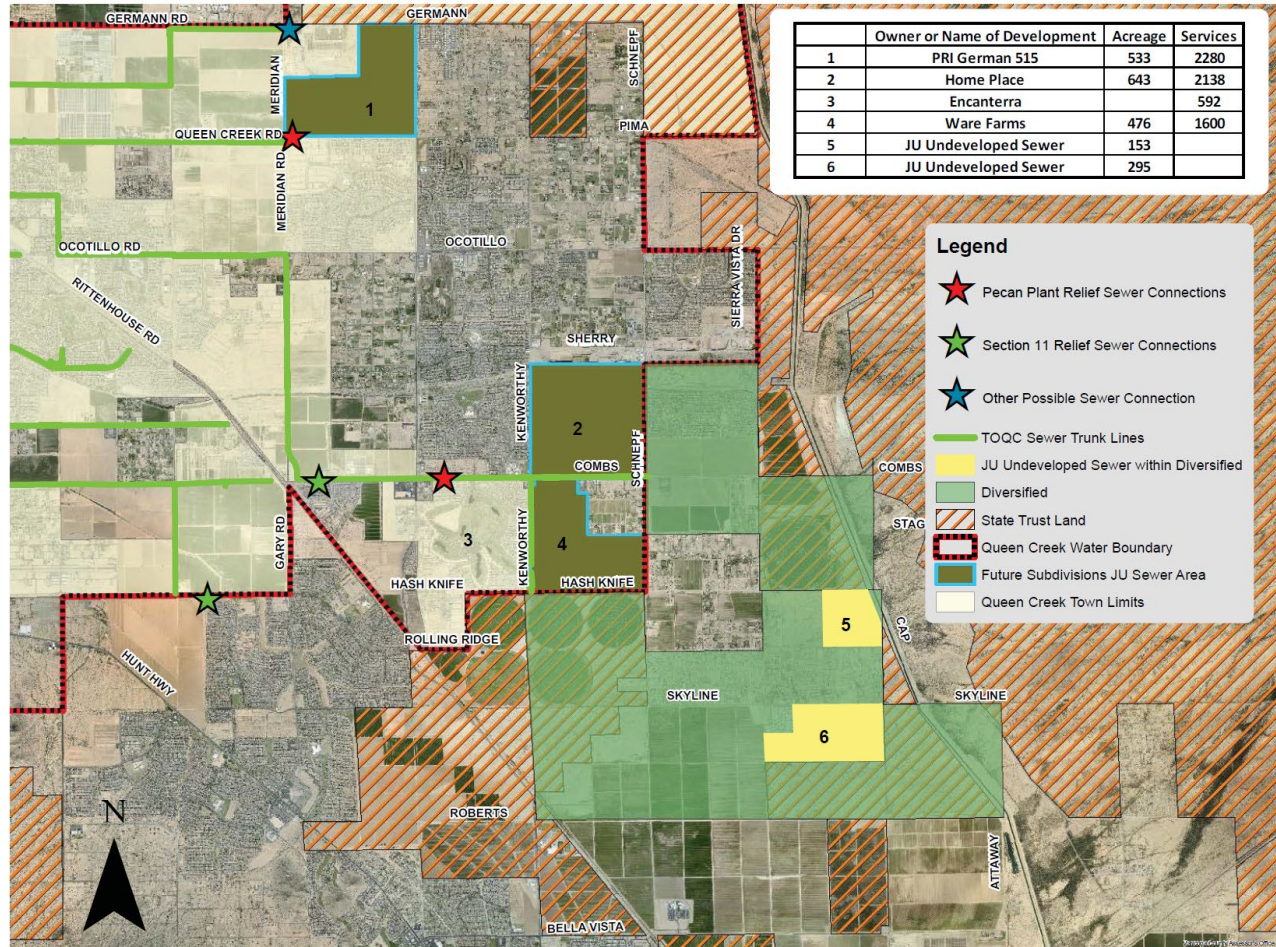 GERMANN RD
GERMANN
MERIDIAN
SCHNEPF
1
QUEEN CREEK RD
PIMA
MERIDIAN RD
OCOTILLO RD
OCOTILLO
SIERRA VISTA DR
RITTENHOUSE RD
SHERRY
KENWORTHY
2
SCHNEPF
COMBS
COMBS
STAG
GARY RD
3
KENWORTHY
4
HASH KNIFE
HASH KNIFE
ROLLING RIDGE
5
CAP
HUNT HWY
SKYLINE
SKYLINE
6
N
ROBERTS
ATTAWAY
BELLA VISTA
Owner or Name of Development Acreage Services
1 PRI German 515 533 2280
2 Home Place 643 2138
3 Encanterra 592
4 Ware Farms 476 1600
5 JU Undeveloped Sewer 153
6 JU Undeveloped Sewer 295
Legend
Pecan Plant Relief Sewer Connections
Section 11 Relief Sewer Connections
Other Possible Sewer Connection
TOQC Sewer Trunk Lines
JU Undeveloped Sewer within Diversified
Diversified
State Trust Land
Queen Creek Water Boundary
Future Subdivisions JU Sewer Area
Queen Creek Town Limits